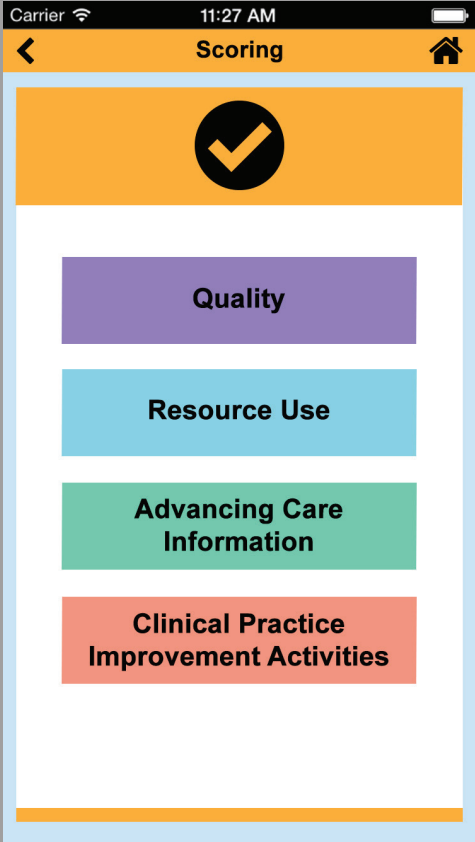 Carrier 11:27 AM
Scoring
Quality
Resource Use
Advancing Care
Information
Clinical Practice
Improvement Activities